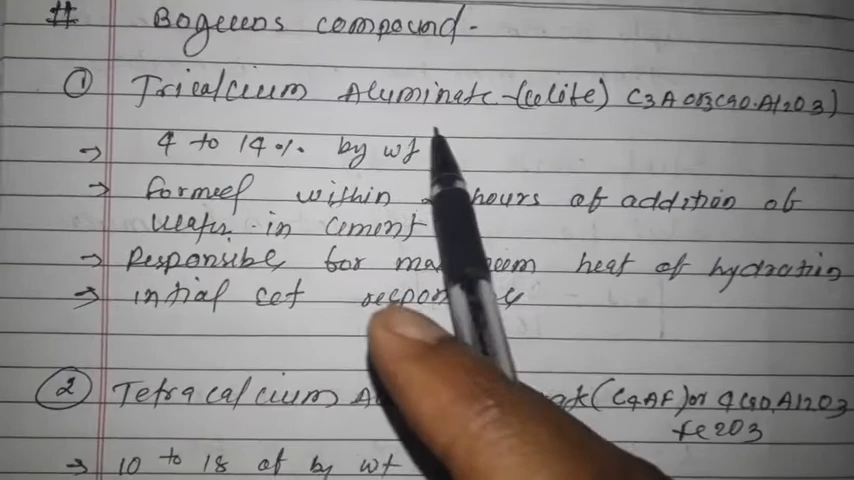 # Bogeues compound -
① Tricalcium Aluminate - (celite) C3A or 3CaO.Al2O3)
→ 4 to 14 % by wt
→ formed within hours of addition of
water in cement
→ Responsible for heat of hydration
→ initial set
② Tetracalcium (C4AF) or 4CaO.Al2O3
Fe2O3
→ 10 to 18 of by wt